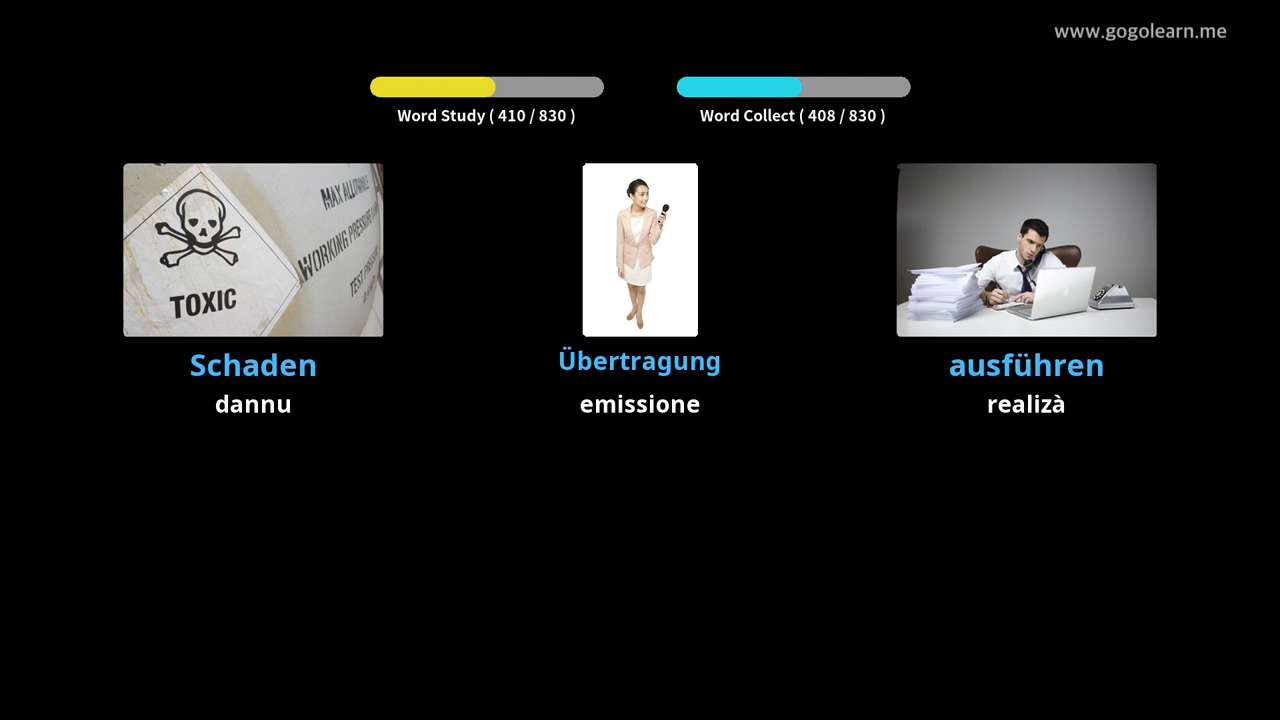 www.gogolearn.me
Word Study ( 410 / 830 )
Word Collect ( 408 / 830 )
MAX ALLOWABLE
WORKING PRESSURE
TEST
TOXIC
Schaden
Übertragung
ausführen
dannu
emissione
realizà